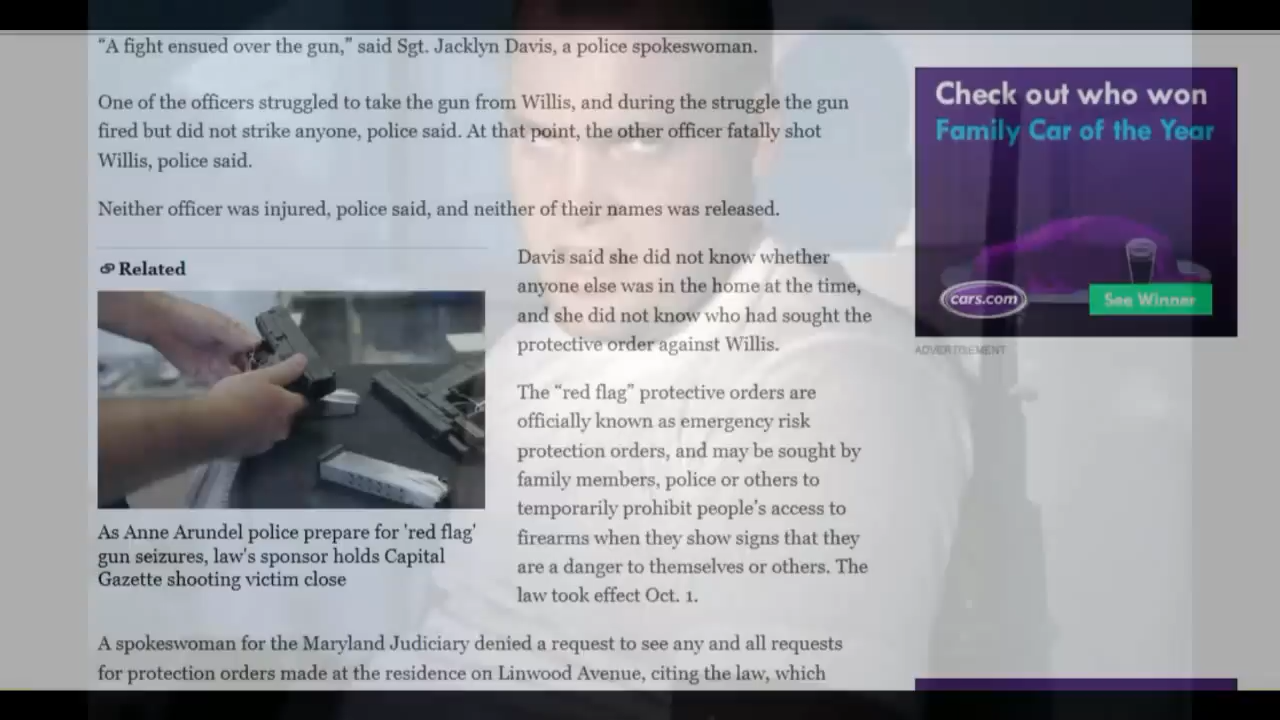 “A fight ensued over the gun,” said Sgt. Jacklyn Davis, a police spokeswoman.
One of the officers struggled to take the gun from Willis, and during the struggle the gun
fired but did not strike anyone, police said. At that point, the other officer fatally shot
Willis, police said.
Neither officer was injured, police said, and neither of their names was released.
Related
As Anne Arundel police prepare for 'red flag'
gun seizures, law's sponsor holds Capital
Gazette shooting victim close
Davis said she did not know whether
anyone else was in the home at the time,
and she did not know who had sought the
protective order against Willis.
The “red flag” protective orders are
officially known as emergency risk
protection orders, and may be sought by
family members, police or others to
temporarily prohibit people’s access to
firearms when they show signs that they
are a danger to themselves or others. The
law took effect Oct. 1.
A spokeswoman for the Maryland Judiciary denied a request to see any and all requests
for protection orders made at the residence on Linwood Avenue, citing the law, which
Check out who won
Family Car of the Year
cars.com
See Winner
ADVERTISEMENT